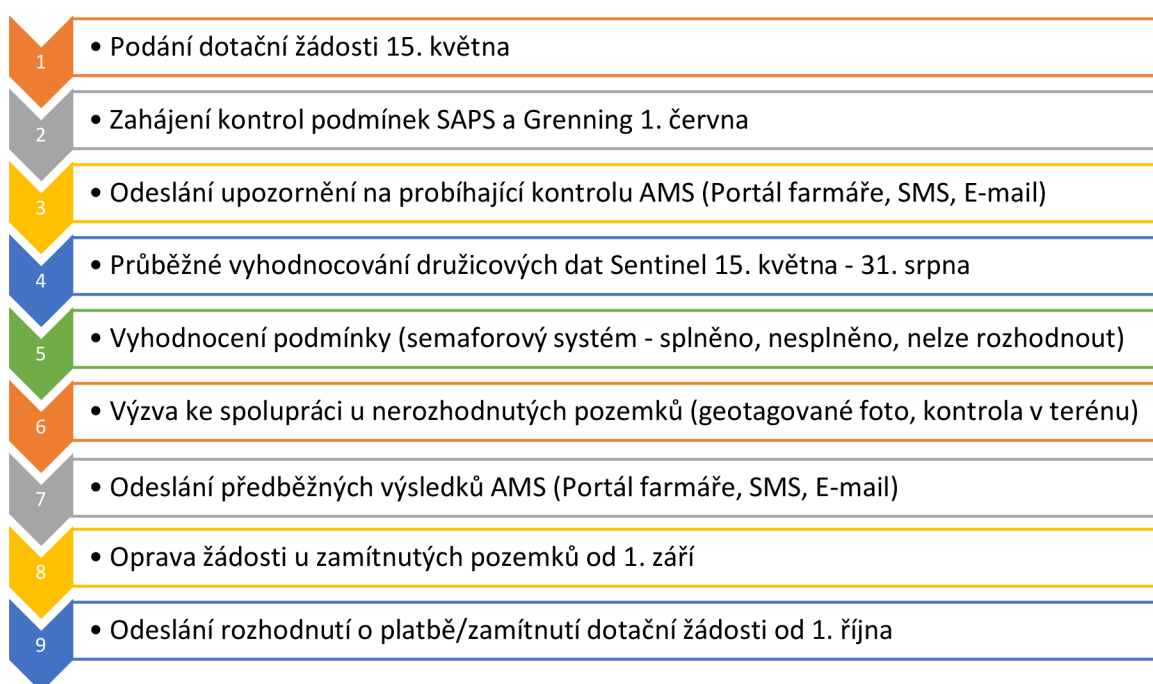 1
• Podání dotační žádosti 15. května
2
• Zahájení kontrol podmínek SAPS a Grenning 1. června
3
• Odeslání upozornění na probíhající kontrolu AMS (Portál farmáře, SMS, E-mail)
4
• Průběžné vyhodnocování družicových dat Sentinel 15. května - 31. srpna
5
• Vyhodnocení podmínky (semaforový systém - splněno, nesplněno, nelze rozhodnout)
6
• Výzva ke spolupráci u nerozhodnutých pozemků (geotagované foto, kontrola v terénu)
7
• Odeslání předběžných výsledků AMS (Portál farmáře, SMS, E-mail)
8
• Oprava žádosti u zamítnutých pozemků od 1. září
9
• Odeslání rozhodnutí o platbě/zamítnutí dotační žádosti od 1. října